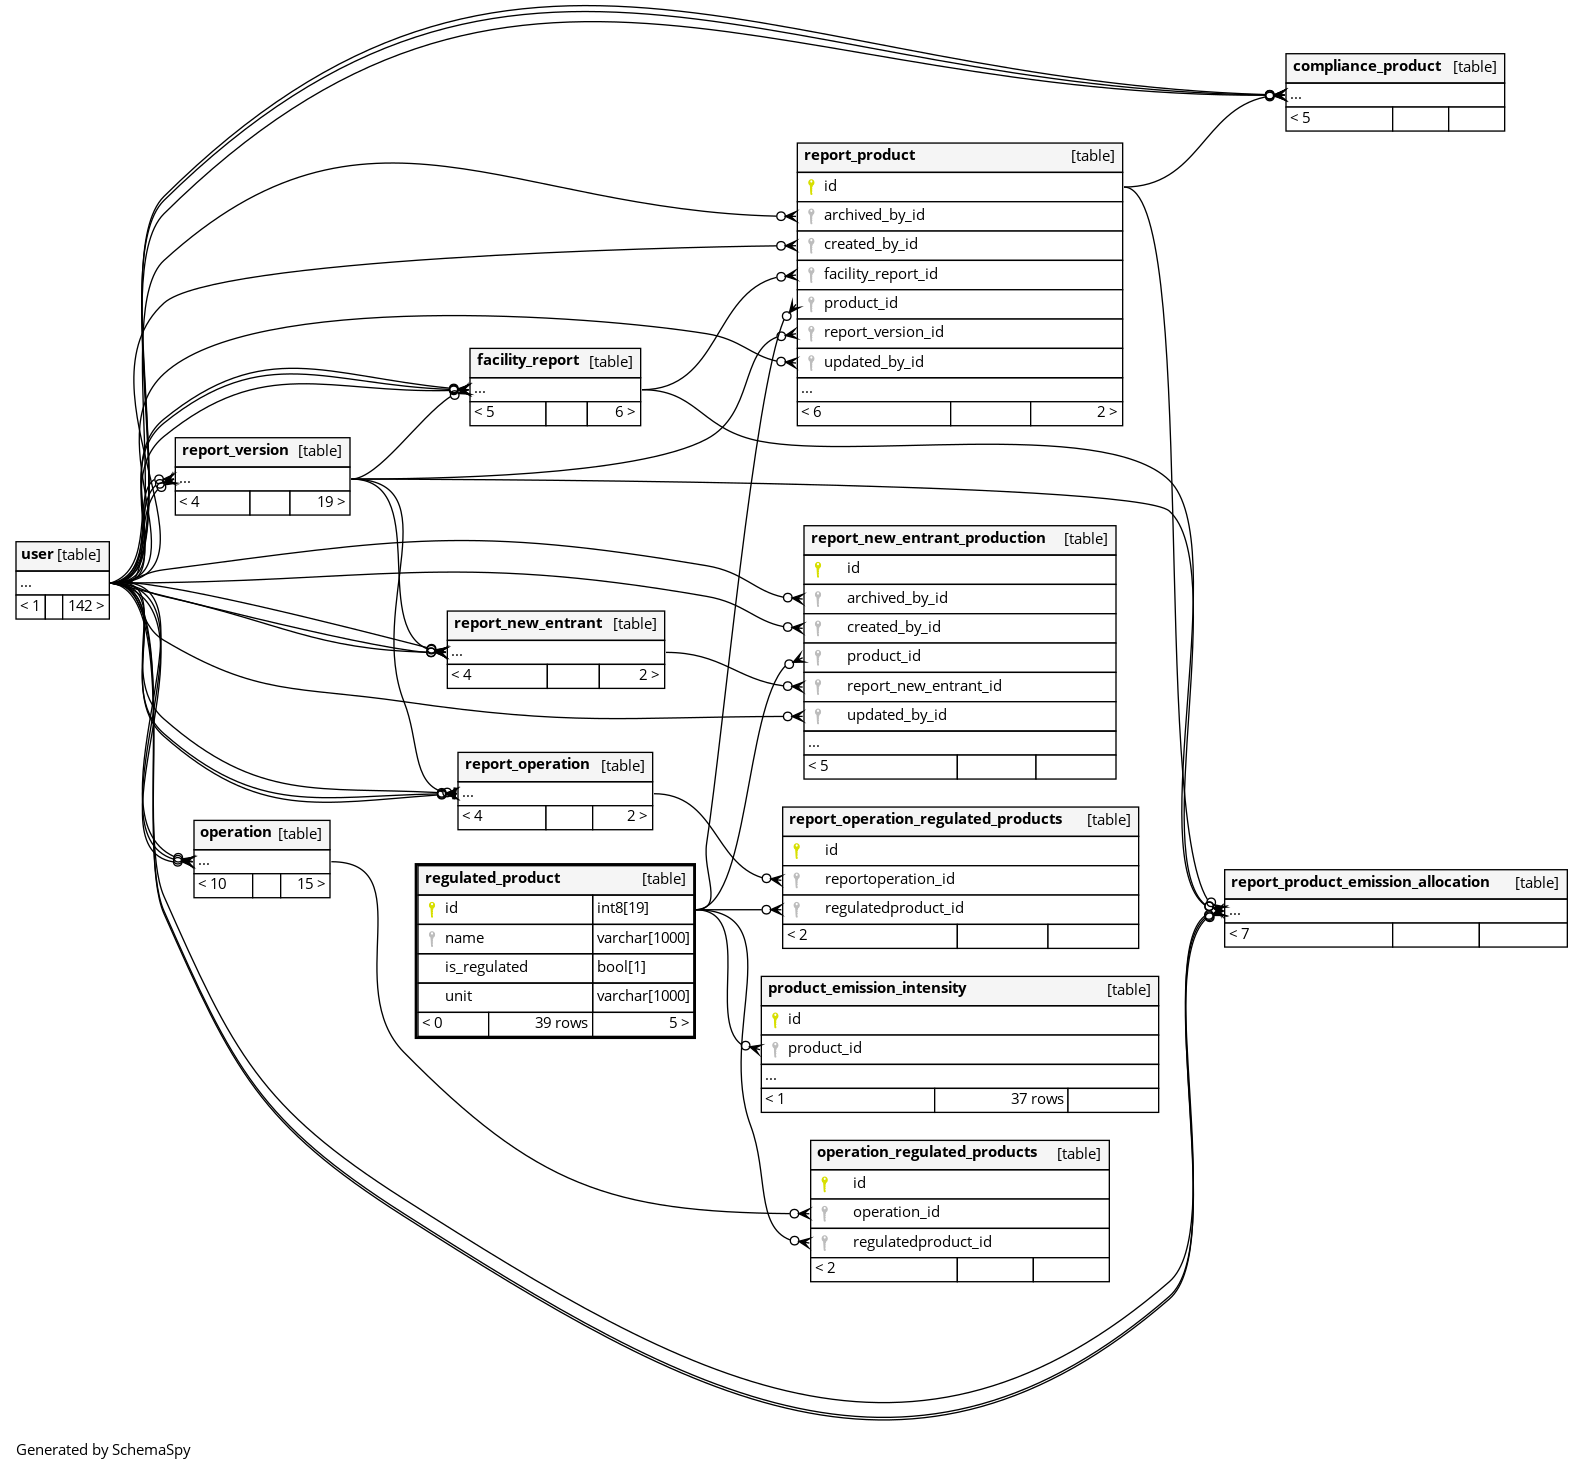 compliance_product [table]
...
< 5
report_product [table]
id
archived_by_id
created_by_id
facility_report_id
product_id
report_version_id
updated_by_id
...
< 6 2 >
facility_report [table]
...
< 5 6 >
report_version [table]
...
< 4 19 >
user [table]
...
< 1 142 >
report_new_entrant_production [table]
id
archived_by_id
created_by_id
product_id
report_new_entrant_id
updated_by_id
...
< 5
report_new_entrant [table]
...
< 4 2 >
report_operation [table]
...
< 4 2 >
operation [table]
...
< 10 15 >
report_operation_regulated_products [table]
id
reportoperation_id
regulatedproduct_id
< 2
regulated_product [table]
id int8[19]
name varchar[1000]
is_regulated bool[1]
unit varchar[1000]
< 0 39 rows 5 >
report_product_emission_allocation [table]
...
< 7
product_emission_intensity [table]
id
product_id
...
< 1 37 rows
operation_regulated_products [table]
id
operation_id
regulatedproduct_id
< 2
Generated by SchemaSpy